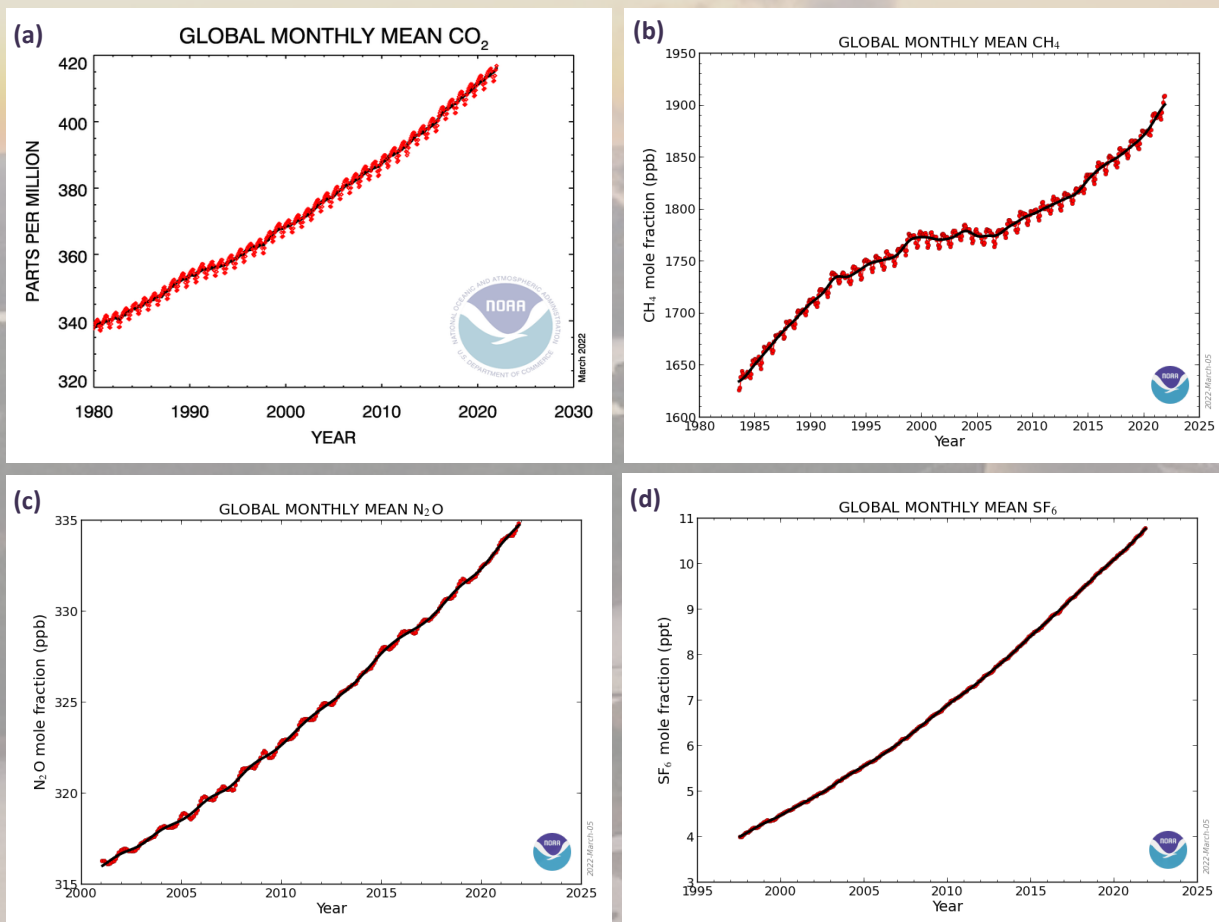 (a)
GLOBAL MONTHLY MEAN CO₂
PARTS PER MILLION
420
400
380
360
340
320
1980
1990
2000
2010
2020
2030
YEAR
NATIONAL OCEANIC AND ATMOSPHERIC ADMINISTRATION
NOAA
U.S. DEPARTMENT OF COMMERCE
March 2022
(b)
GLOBAL MONTHLY MEAN CH₄
CH₄ mole fraction (ppb)
1950
1900
1850
1800
1750
1700
1650
1600
1980
1985
1990
1995
2000
2005
2010
2015
2020
2025
Year
NOAA
2022-March-05
(c)
GLOBAL MONTHLY MEAN N₂O
N₂O mole fraction (ppb)
335
330
325
320
315
2000
2005
2010
2015
2020
2025
Year
NOAA
2022-March-05
(d)
GLOBAL MONTHLY MEAN SF₆
SF₆ mole fraction (ppt)
11
10
9
8
7
6
5
4
3
1995
2000
2005
2010
2015
2020
2025
Year
NOAA
2022-March-05